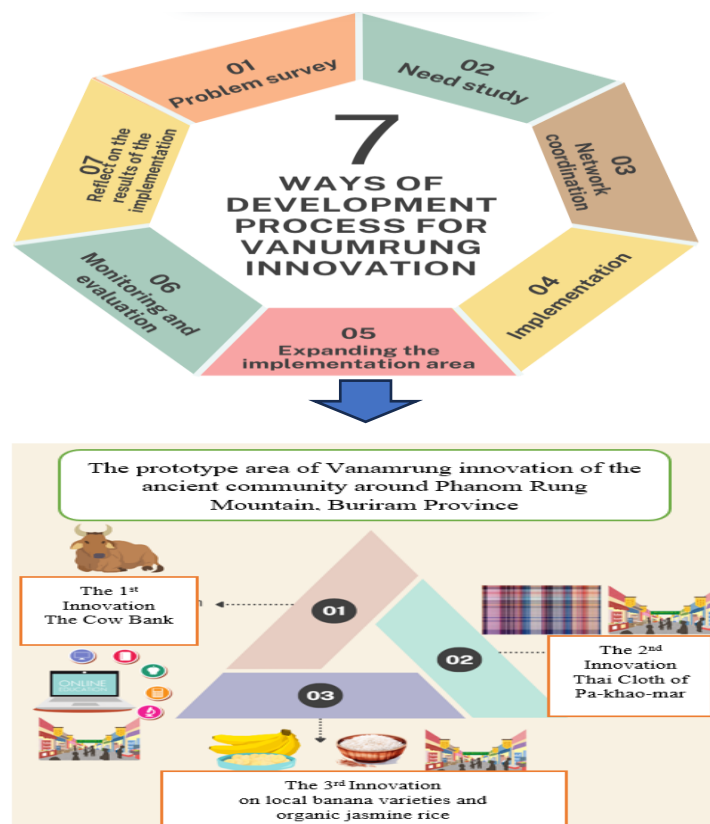 01
Problem survey
02
Need study
03
Network
coordination
04
Implementation
05
Expanding the
implementation area
06
Monitoring and
evaluation
07
Reflect on the
results of the
implementation
7
WAYS OF
DEVELOPMENT
PROCESS FOR
VANUMRUNG
INNOVATION
The prototype area of Vanamrung innovation of the
ancient community around Phanom Rung
Mountain, Buriram Province
The 1st
Innovation
The Cow Bank
n
01
02
The 2nd
Innovation
Thai Cloth of
Pa-khao-mar
ONLINE
EDUCATION
03
The 3rd Innovation
on local banana varieties and
organic jasmine rice